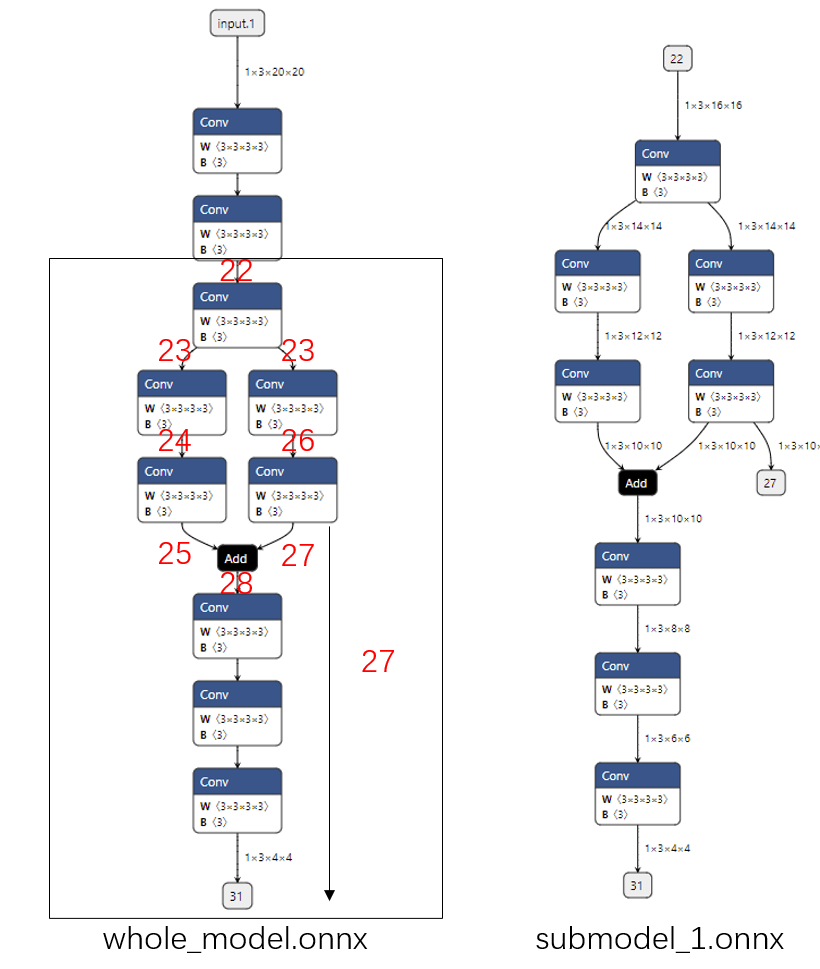 input.1
1×3×20×20
Conv
W ⟨3×3×3×3⟩
B ⟨3⟩
Conv
W ⟨3×3×3×3⟩
B ⟨3⟩
22
Conv
W ⟨3×3×3×3⟩
B ⟨3⟩
23 23
Conv Conv
W ⟨3×3×3×3⟩ W ⟨3×3×3×3⟩
B ⟨3⟩ B ⟨3⟩
24 26
Conv Conv
W ⟨3×3×3×3⟩ W ⟨3×3×3×3⟩
B ⟨3⟩ B ⟨3⟩
25 27
Add
28
Conv
W ⟨3×3×3×3⟩
B ⟨3⟩
27
Conv
W ⟨3×3×3×3⟩
B ⟨3⟩
Conv
W ⟨3×3×3×3⟩
B ⟨3⟩
1×3×4×4
31
whole_model.onnx
22
1×3×16×16
Conv
W ⟨3×3×3×3⟩
B ⟨3⟩
1×3×14×14 1×3×14×14
Conv Conv
W ⟨3×3×3×3⟩ W ⟨3×3×3×3⟩
B ⟨3⟩ B ⟨3⟩
1×3×12×12 1×3×12×12
Conv Conv
W ⟨3×3×3×3⟩ W ⟨3×3×3×3⟩
B ⟨3⟩ B ⟨3⟩
1×3×10×10 1×3×10×10 1×3×10×
Add 27
1×3×10×10
Conv
W ⟨3×3×3×3⟩
B ⟨3⟩
1×3×8×8
Conv
W ⟨3×3×3×3⟩
B ⟨3⟩
1×3×6×6
Conv
W ⟨3×3×3×3⟩
B ⟨3⟩
1×3×4×4
31
submodel_1.onnx